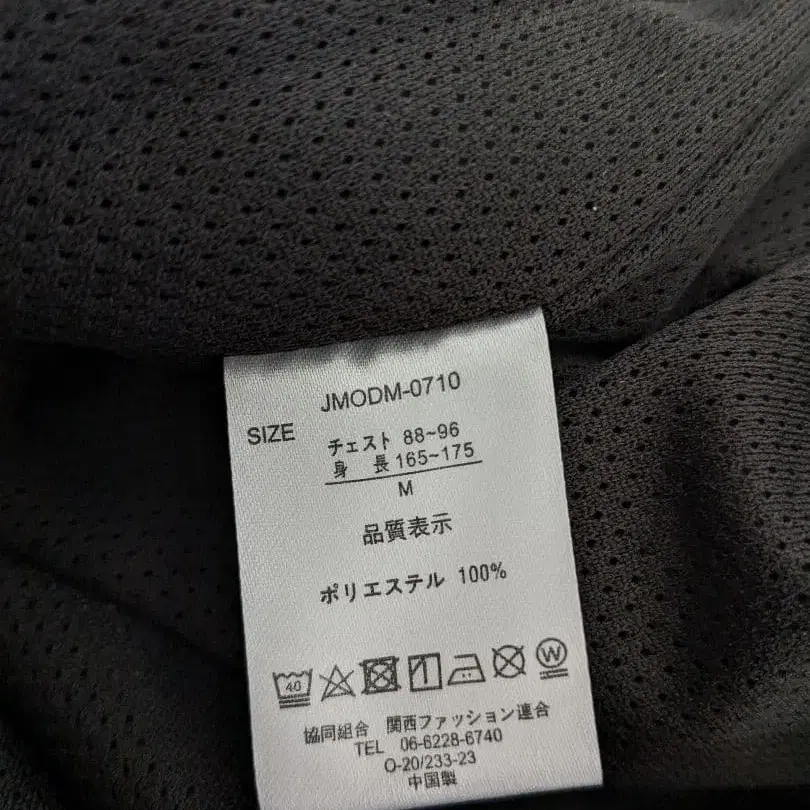 JMODM-0710
SIZE
チェスト 88~96
身 長 165~175
M
品質表示
ポリエステル 100%
40
W
協同組合 関西ファッション連合
TEL 06-6228-6740
O-20/233-23
中国製